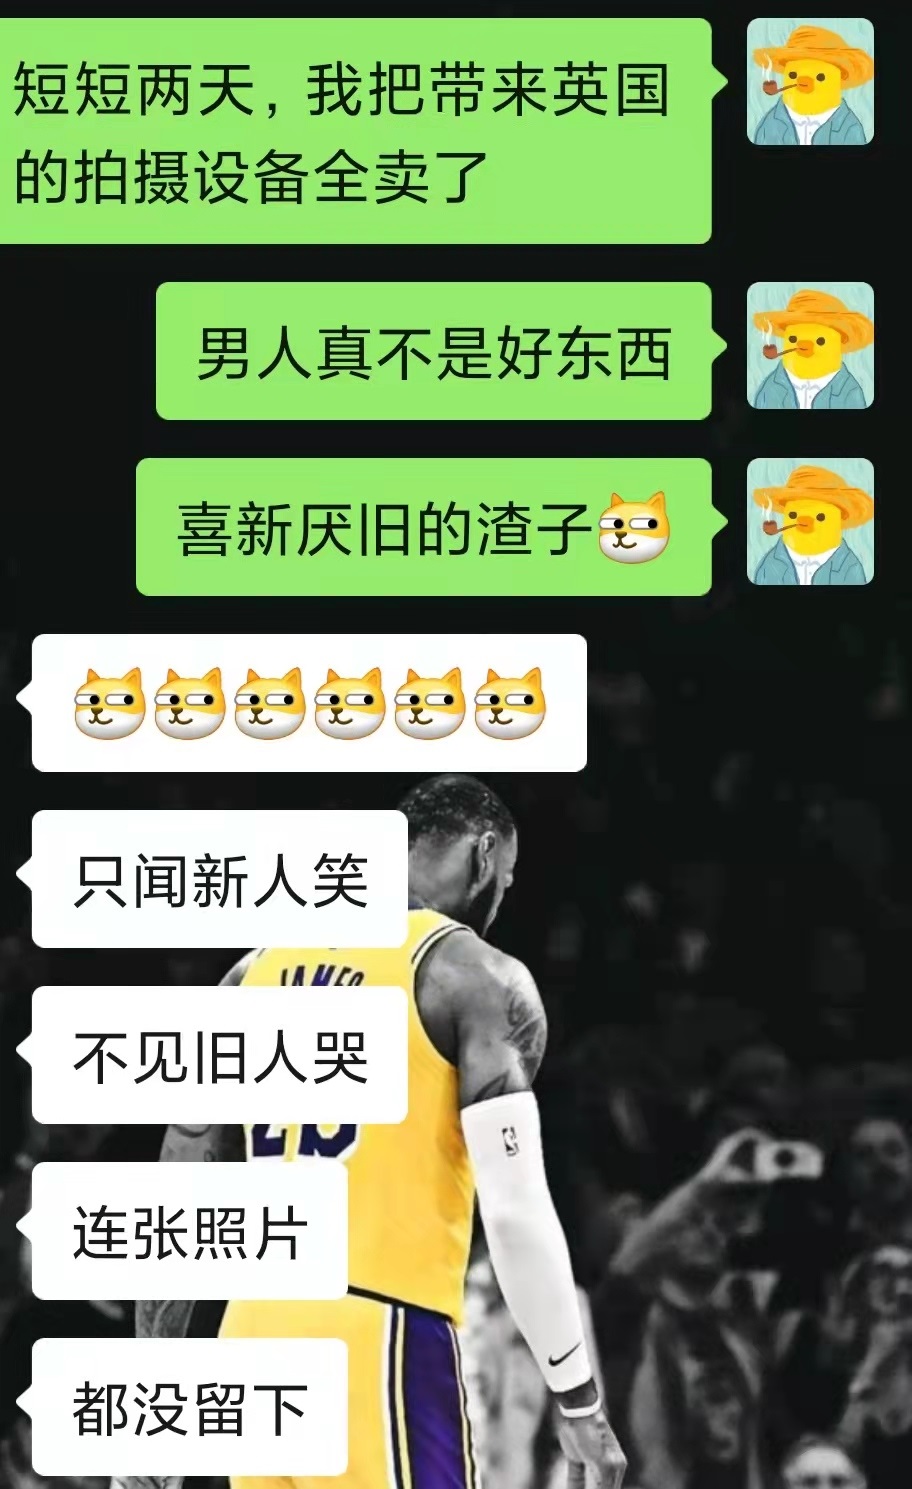 短短两天，我把带来英国
的拍摄设备全卖了
男人真不是好东西
喜新厌旧的渣子
只闻新人笑
JAMES
不见旧人哭
23
连张照片
都没留下